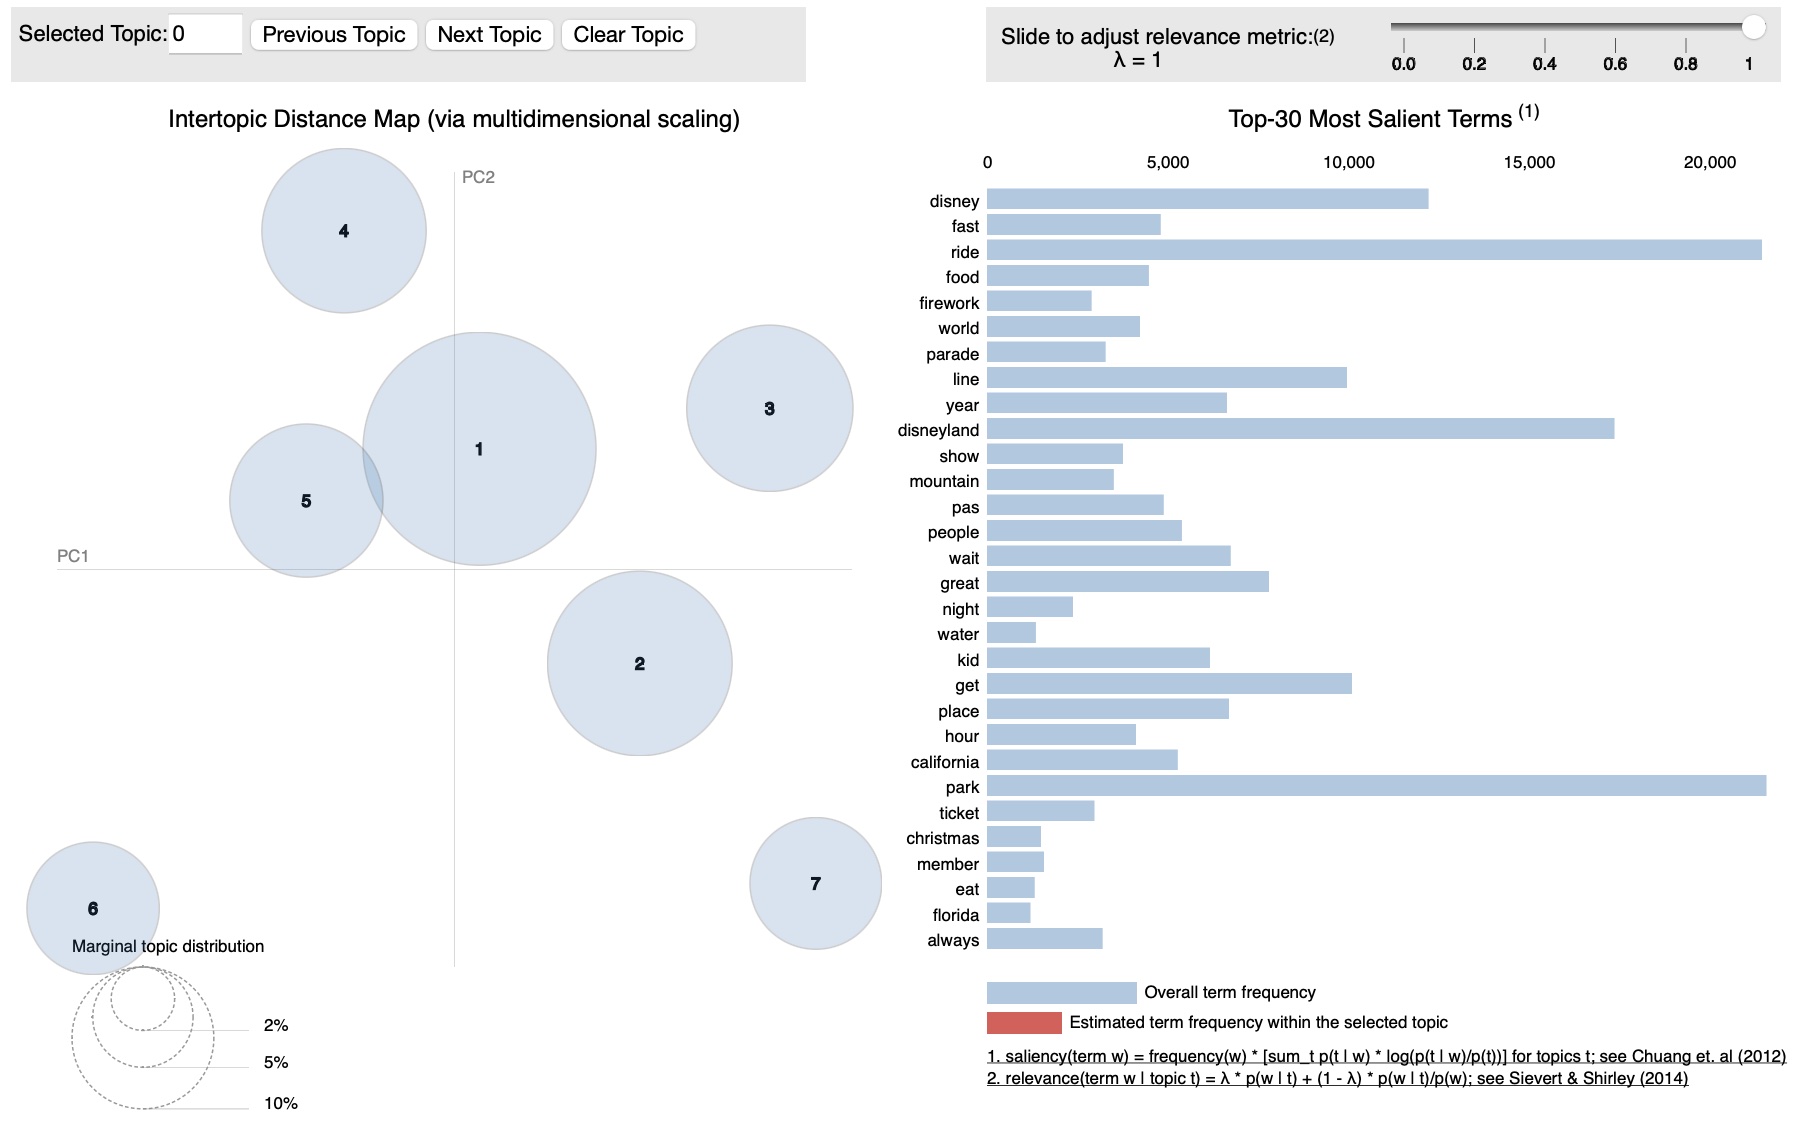 Selected Topic: 0 Previous Topic Next Topic Clear Topic
Slide to adjust relevance metric:(2)
λ = 1
0.0 0.2 0.4 0.6 0.8 1
Intertopic Distance Map (via multidimensional scaling)
PC2
PC1
4
1
3
5
2
7
6
Marginal topic distribution
2%
5%
10%
Top-30 Most Salient Terms (1)
0 5,000 10,000 15,000 20,000
disney
fast
ride
food
firework
world
parade
line
year
disneyland
show
mountain
pas
people
wait
great
night
water
kid
get
place
hour
california
park
ticket
christmas
member
eat
florida
always
Overall term frequency
Estimated term frequency within the selected topic
1. saliency(term w) = frequency(w) * [sum_t p(t | w) * log(p(t | w)/p(t))] for topics t; see Chuang et. al (2012)
2. relevance(term w | topic t) = λ * p(w | t) + (1 - λ) * p(w | t)/p(w); see Sievert & Shirley (2014)